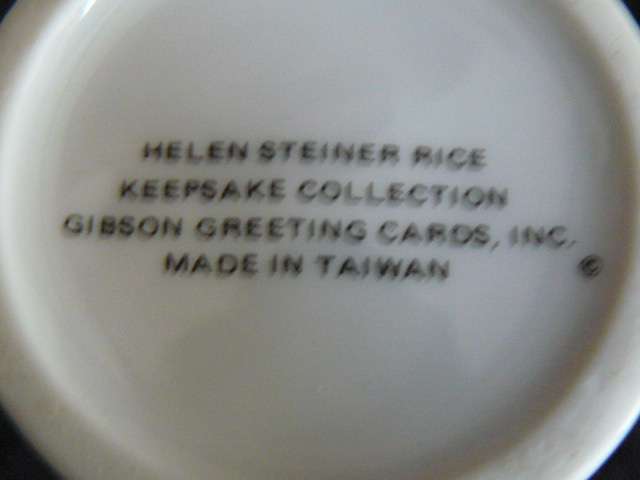 HELEN STEINER RICE
KEEPSAKE COLLECTION
GIBSON GREETING CARDS, INC.
MADE IN TAIWAN ©